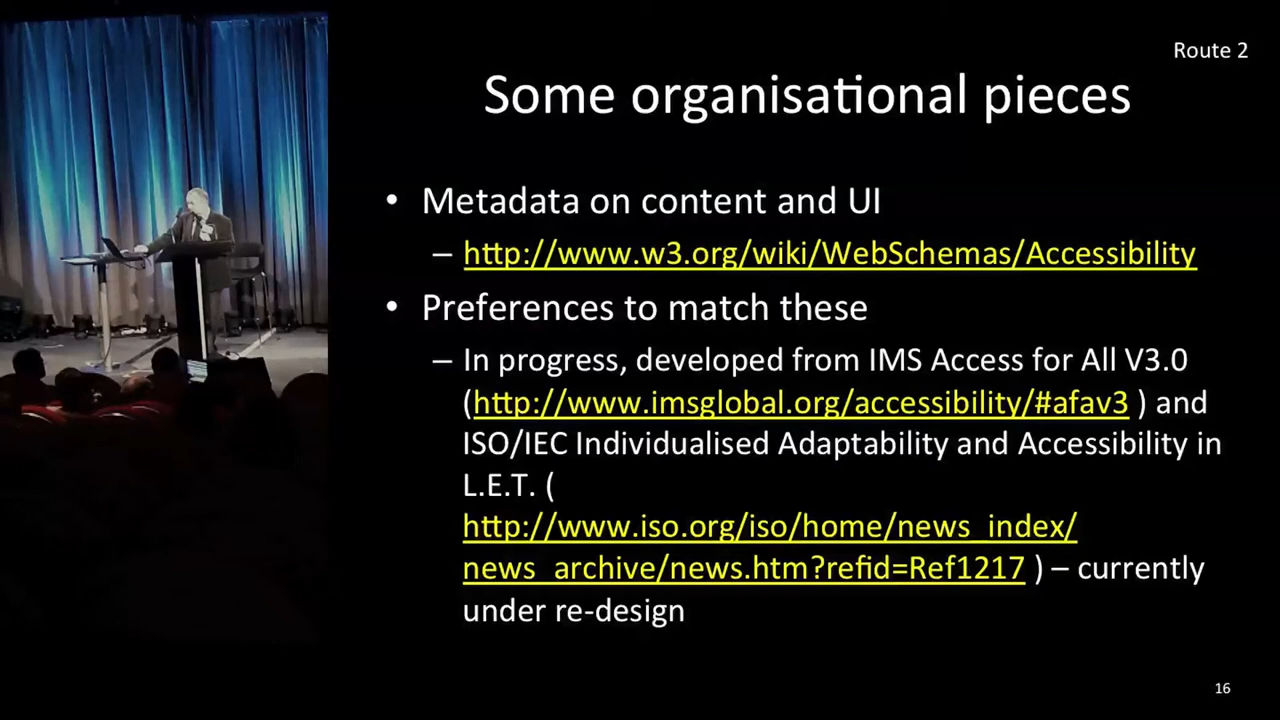 Route 2
Some organisational pieces
• Metadata on content and UI
– http://www.w3.org/wiki/WebSchemas/Accessibility
• Preferences to match these
– In progress, developed from IMS Access for All V3.0
(http://www.imsglobal.org/accessibility/#afav3 ) and
ISO/IEC Individualised Adaptability and Accessibility in
L.E.T. (
http://www.iso.org/iso/home/news_index/
news_archive/news.htm?refid=Ref1217 ) – currently
under re-design
16